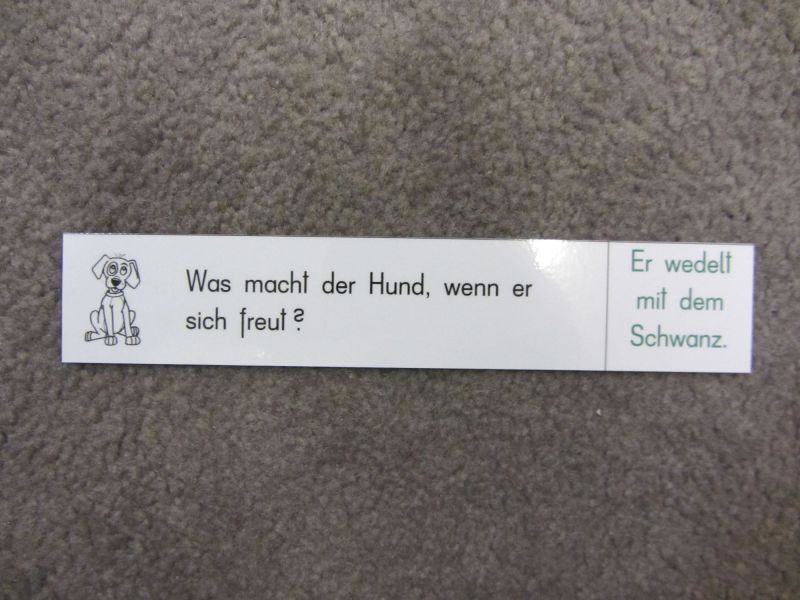 Was macht der Hund, wenn er
sich freut?
Er wedelt
mit dem
Schwanz.